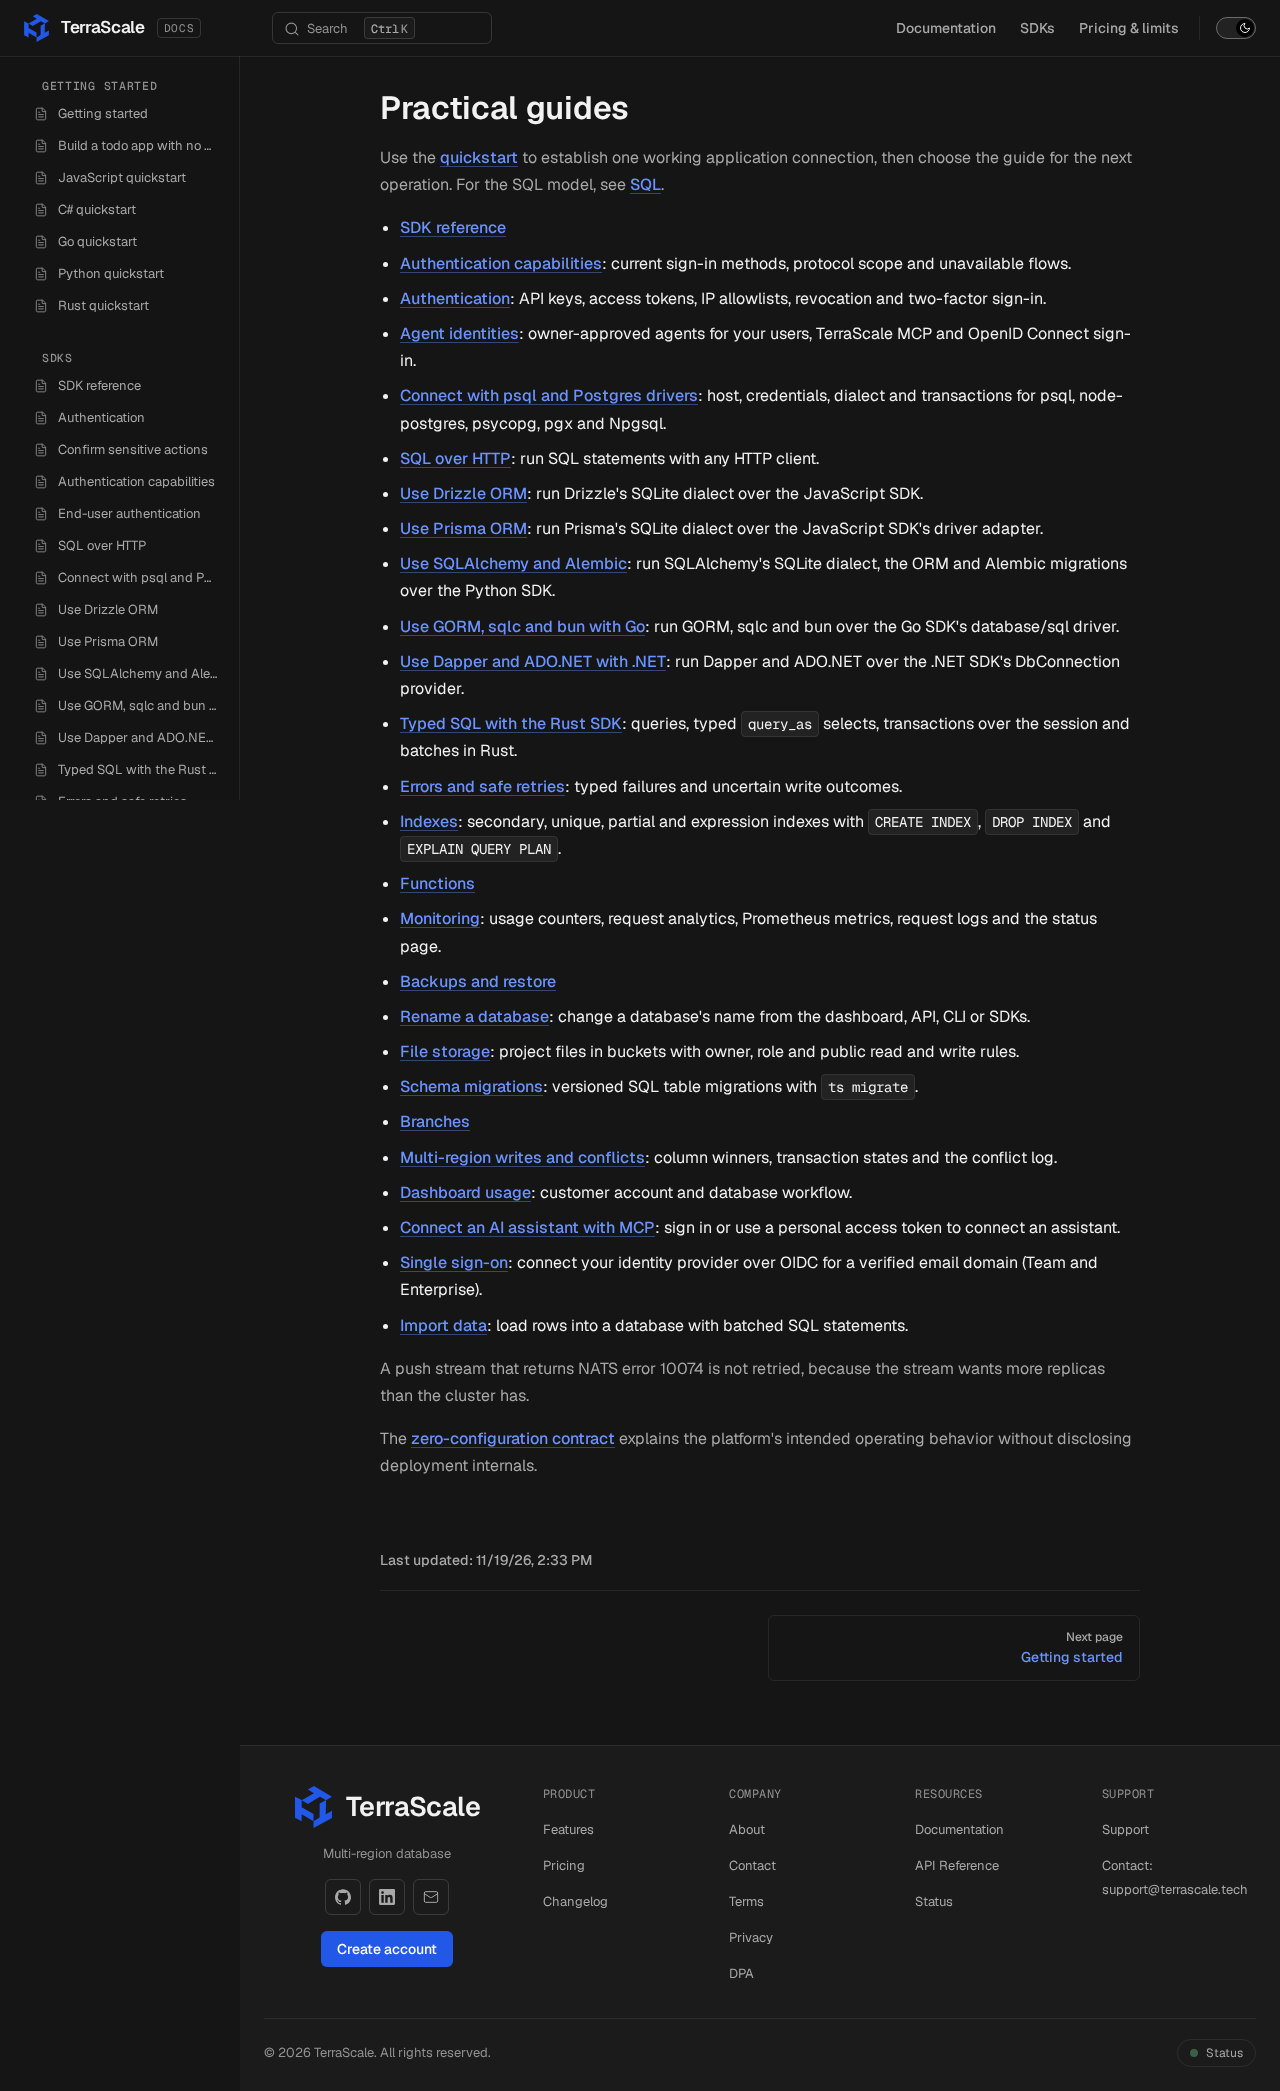 TerraScale DOCS
Search Ctrl K
Documentation SDKs Pricing & limits
GETTING STARTED
Getting started
Build a todo app with no ...
JavaScript quickstart
C# quickstart
Go quickstart
Python quickstart
Rust quickstart
SDKS
SDK reference
Authentication
Confirm sensitive actions
Authentication capabilities
End-user authentication
SQL over HTTP
Connect with psql and P...
Use Drizzle ORM
Use Prisma ORM
Use SQLAlchemy and Ale...
Use GORM, sqlc and bun ...
Use Dapper and ADO.NE...
Typed SQL with the Rust ...
Errors and safe retries
Practical guides
Use the quickstart to establish one working application connection, then choose the guide for the next
operation. For the SQL model, see SQL.
SDK reference
Authentication capabilities: current sign-in methods, protocol scope and unavailable flows.
Authentication: API keys, access tokens, IP allowlists, revocation and two-factor sign-in.
Agent identities: owner-approved agents for your users, TerraScale MCP and OpenID Connect sign-
in.
Connect with psql and Postgres drivers: host, credentials, dialect and transactions for psql, node-
postgres, psycopg, pgx and Npgsql.
SQL over HTTP: run SQL statements with any HTTP client.
Use Drizzle ORM: run Drizzle's SQLite dialect over the JavaScript SDK.
Use Prisma ORM: run Prisma's SQLite dialect over the JavaScript SDK's driver adapter.
Use SQLAlchemy and Alembic: run SQLAlchemy's SQLite dialect, the ORM and Alembic migrations
over the Python SDK.
Use GORM, sqlc and bun with Go: run GORM, sqlc and bun over the Go SDK's database/sql driver.
Use Dapper and ADO.NET with .NET: run Dapper and ADO.NET over the .NET SDK's DbConnection
provider.
Typed SQL with the Rust SDK: queries, typed query_as selects, transactions over the session and
batches in Rust.
Errors and safe retries: typed failures and uncertain write outcomes.
Indexes: secondary, unique, partial and expression indexes with CREATE INDEX, DROP INDEX and
EXPLAIN QUERY PLAN.
Functions
Monitoring: usage counters, request analytics, Prometheus metrics, request logs and the status
page.
Backups and restore
Rename a database: change a database's name from the dashboard, API, CLI or SDKs.
File storage: project files in buckets with owner, role and public read and write rules.
Schema migrations: versioned SQL table migrations with ts migrate.
Branches
Multi-region writes and conflicts: column winners, transaction states and the conflict log.
Dashboard usage: customer account and database workflow.
Connect an AI assistant with MCP: sign in or use a personal access token to connect an assistant.
Single sign-on: connect your identity provider over OIDC for a verified email domain (Team and
Enterprise).
Import data: load rows into a database with batched SQL statements.
A push stream that returns NATS error 10074 is not retried, because the stream wants more replicas
than the cluster has.
The zero-configuration contract explains the platform's intended operating behavior without disclosing
deployment internals.
Last updated: 11/19/26, 2:33 PM
Next page
Getting started
TerraScale
Multi-region database
Create account
PRODUCT
Features
Pricing
Changelog
COMPANY
About
Contact
Terms
Privacy
DPA
RESOURCES
Documentation
API Reference
Status
SUPPORT
Support
Contact:
support@terrascale.tech
© 2026 TerraScale. All rights reserved.
Status